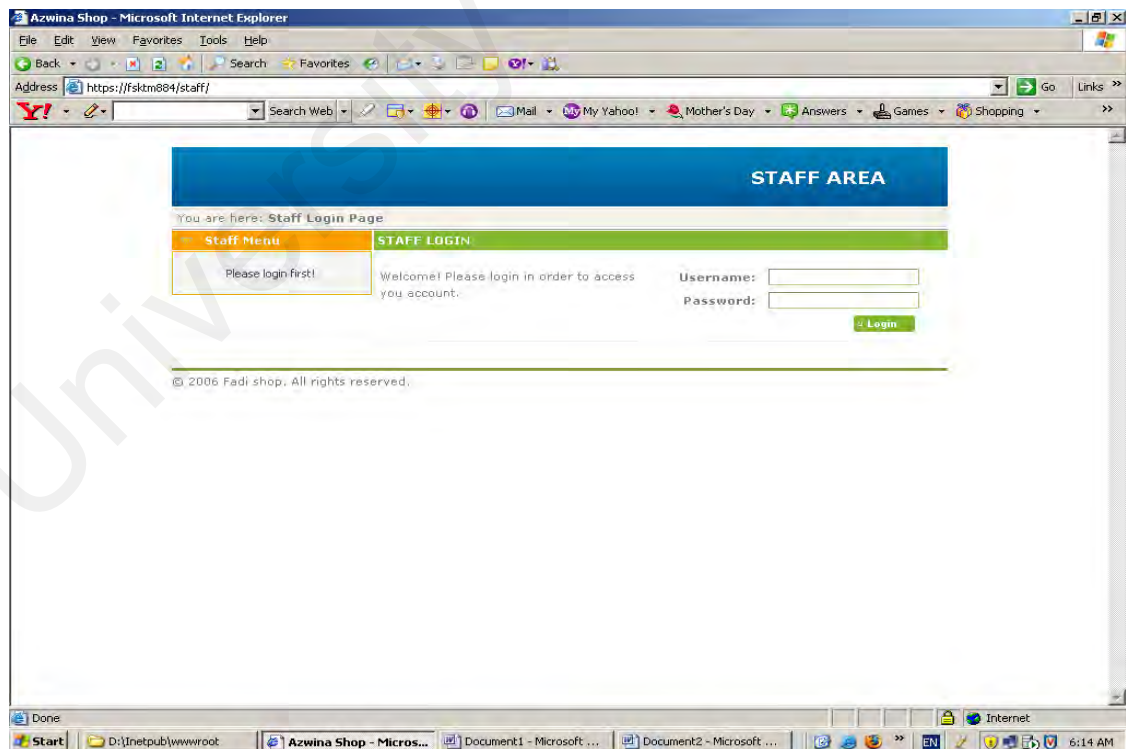 Azwina Shop - Microsoft Internet Explorer
File Edit View Favorites Tools Help
Back Search Favorites
Address https://fsktm884/staff/ Go Links »
Y! Search Web Mail My Yahoo! Mother's Day Answers Games Shopping »
STAFF AREA
You are here: Staff Login Page
Staff Menu STAFF LOGIN
Please login first!
Welcome! Please login in order to access
you account.
Username:
Password:
Login
© 2006 Fadi shop. All rights reserved.
University
Done Internet
Start D:\Inetpub\wwwroot Azwina Shop - Micros... Document1 - Microsoft ... Document2 - Microsoft ... » EN 6:14 AM